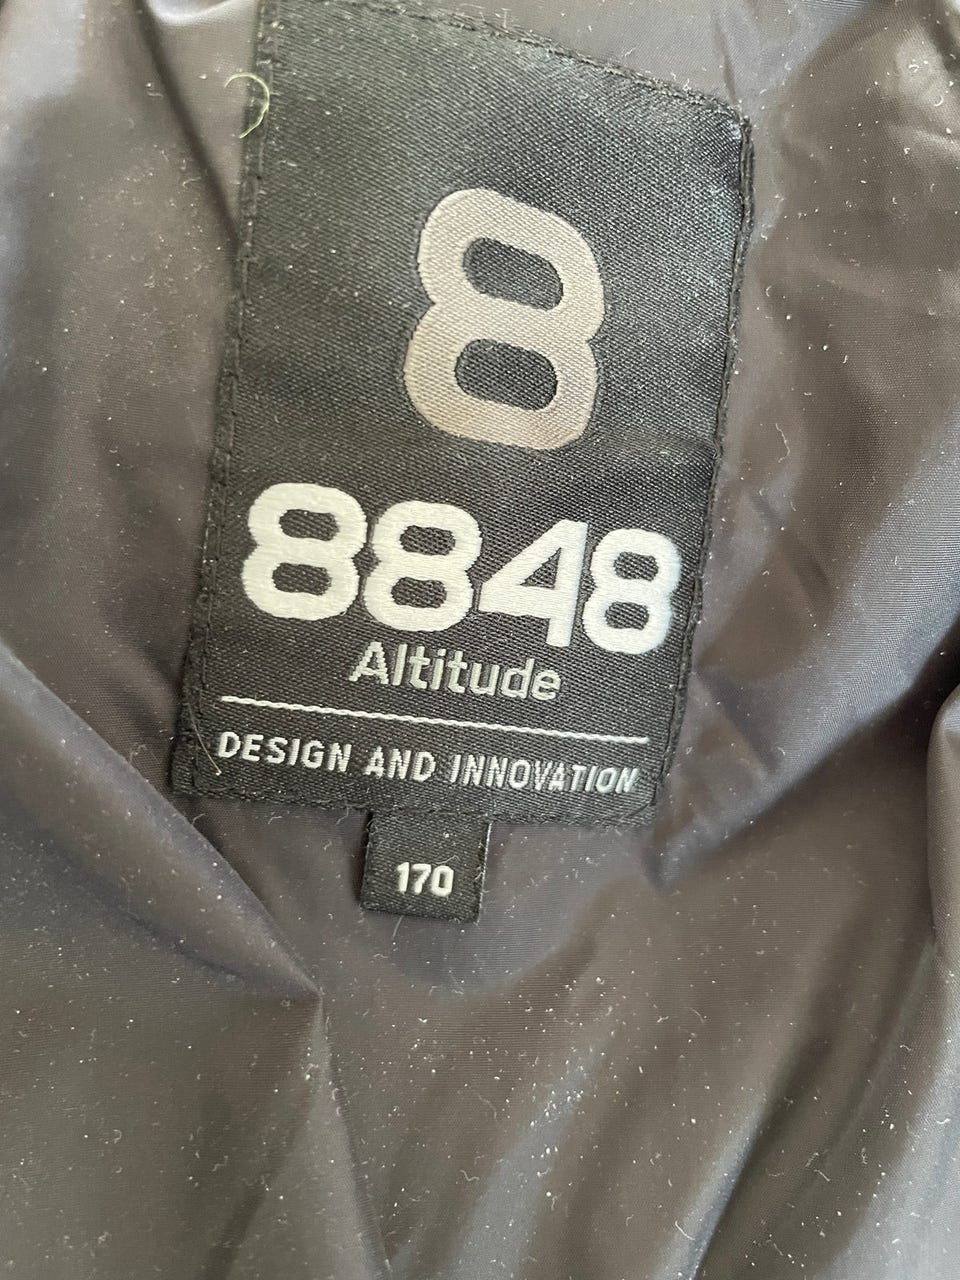 8
8848
Altitude
DESIGN AND INNOVATION
170